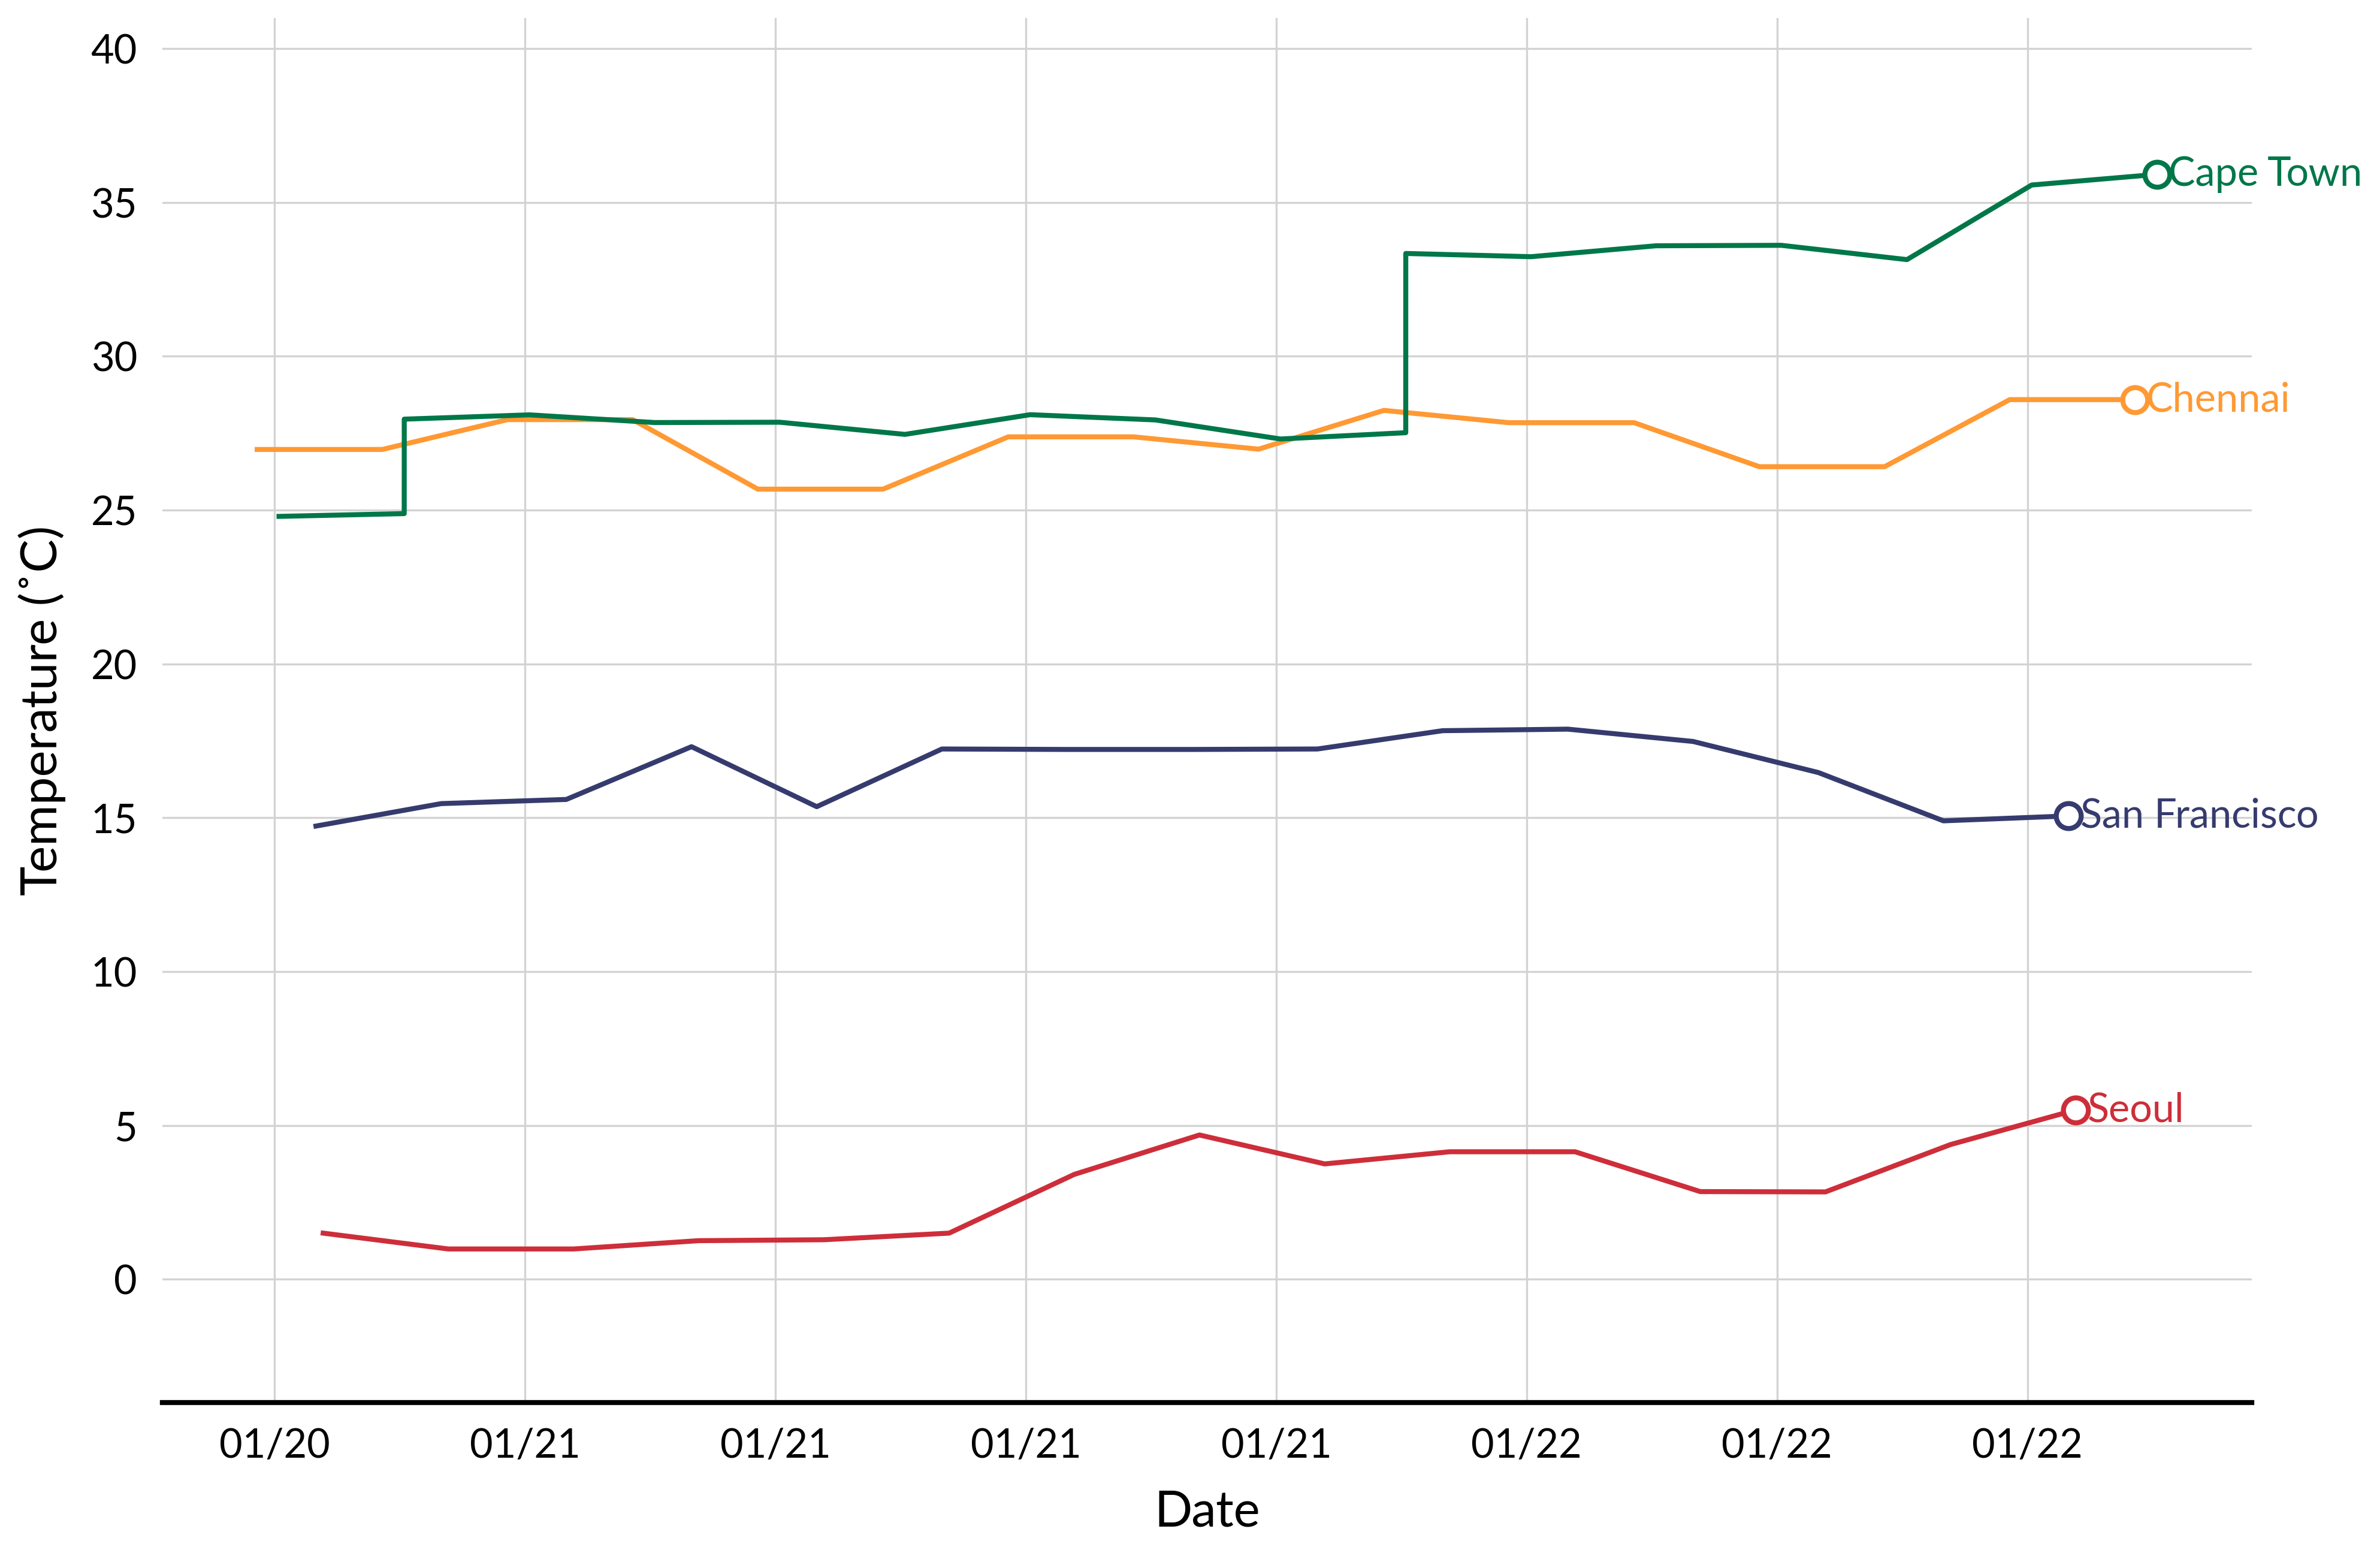 40
Cape Town
35
30
Chennai
25
20
15
San Francisco
10
5
Seoul
0
Temperature (°C)
01/20 01/21 01/21 01/21 01/21 01/22 01/22 01/22
Date